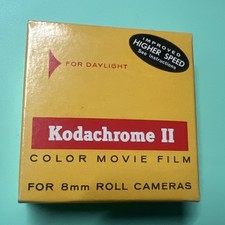 IMPROVED
HIGHER SPEED
See Instructions
FOR DAYLIGHT
Kodachrome II
COLOR MOVIE FILM
FOR 8mm ROLL CAMERAS